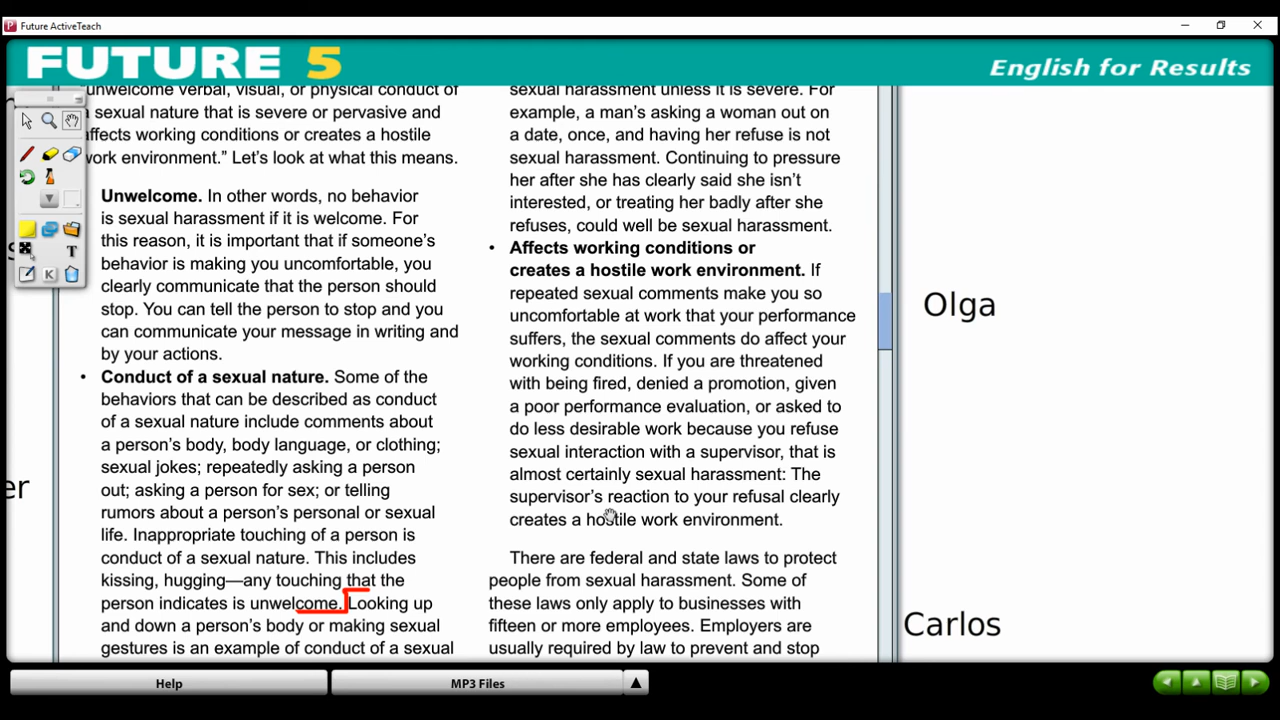 Future ActiveTeach
FUTURE 5
English for Results
unwelcome verbal, visual, or physical conduct of
a sexual nature that is severe or pervasive and
affects working conditions or creates a hostile
work environment.” Let’s look at what this means.
Unwelcome. In other words, no behavior
is sexual harassment if it is welcome. For
this reason, it is important that if someone’s
behavior is making you uncomfortable, you
clearly communicate that the person should
stop. You can tell the person to stop and you
can communicate your message in writing and
by your actions.
• Conduct of a sexual nature. Some of the
behaviors that can be described as conduct
of a sexual nature include comments about
a person’s body, body language, or clothing;
sexual jokes; repeatedly asking a person
out; asking a person for sex; or telling
rumors about a person’s personal or sexual
life. Inappropriate touching of a person is
conduct of a sexual nature. This includes
kissing, hugging—any touching that the
person indicates is unwelcome. Looking up
and down a person’s body or making sexual
gestures is an example of conduct of a sexual
sexual harassment unless it is severe. For
example, a man’s asking a woman out on
a date, once, and having her refuse is not
sexual harassment. Continuing to pressure
her after she has clearly said she isn’t
interested, or treating her badly after she
refuses, could well be sexual harassment.
• Affects working conditions or
creates a hostile work environment. If
repeated sexual comments make you so
uncomfortable at work that your performance
suffers, the sexual comments do affect your
working conditions. If you are threatened
with being fired, denied a promotion, given
a poor performance evaluation, or asked to
do less desirable work because you refuse
sexual interaction with a supervisor, that is
almost certainly sexual harassment: The
supervisor’s reaction to your refusal clearly
creates a hostile work environment.
There are federal and state laws to protect
people from sexual harassment. Some of
these laws only apply to businesses with
fifteen or more employees. Employers are
usually required by law to prevent and stop
Olga
Carlos
er
T
K
Help
MP3 Files